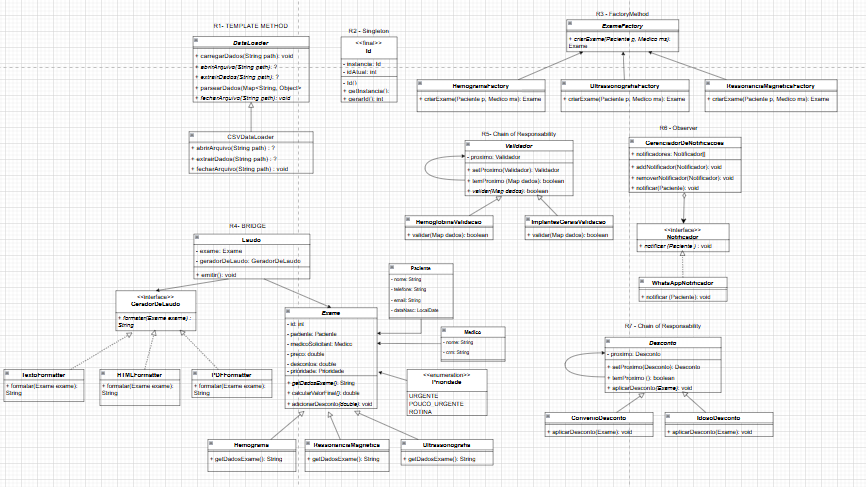 R1- TEMPLATE METHOD
DataLoader
+ carregarDados(String path): void
+ abrirArquivo(String path): ?
+ extrairDados(String path): ?
+ parsearDados(Map<String, Object>
+ fecharArquivo(String path): void
CSVDataLoader
+ abrirArquivo(String path) : ?
+ extrairDados(String path) : ?
+ fecharArquivo(String path): void
R2 - Singleton
<<final>>
Id
- instancia: Id
- idAtual: int
- Id()
+ getInstancia():
+ gerarId(): int
R3 - FactoryMethod
ExameFactory
+ criarExame(Paciente p, Medico ms):
Exame
HemogramaFactory
+ criarExame(Paciente p, Medico ms): Exame
UltrassonografiaFactory
+ criarExame(Paciente p, Medico ms): Exame
RessonanciaMagneticaFactory
+ criarExame(Paciente p, Medico ms): Exame
R5- Chain of Responsability
Validador
- proximo: Validador
+ setProximo(Validador): Validador
+ temProximo (Map dados): boolean
+ validar(Map dados): boolean
HemoglobinaValidacao
+ validar(Map dados): boolean
ImplantesGeraisValidacao
+ validar(Map dados): boolean
R6 - Observer
GerenciadorDeNotificacoes
+ notificadores: Notificador[]
+ addNotificador(Notificador): void
+ removerNotificador(Notificador): void
+ notificar(Paciente): void
<<Interface>>
Notificador
+ notificar (Paciente ) : void
WhatsAppNotificador
+ notificar (Paciente): void
R4- BRIDGE
Laudo
- exame: Exame
- geradorDeLaudo: GeradorDeLaudo
+ emitir(): void
<<Interface>>
GeradorDeLaudo
+ formatar(Exame exame) :
String
TextoFormatter
+ formatar(Exame exame):
String
HTMLFormatter
+ formatar(Exame exame):
String
PDFFormatter
+ formatar(Exame exame):
String
Paciente
- nome: String
- telefone: String
- email: String
- dataNasc: LocalDate
Exame
- id: int
- paciente: Paciente
- medicoSolicitant: Medico
- preco: double
- descontos: double
- prioridade: Prioridade
+ getDadosExame(): String
+ calcularValorFinal(): double
+ adicionarDesconto(double): void
Medico
- nome: String
- crm: String
<<enumeration>>
Prioridade
URGENTE
POUCO_URGENTE
ROTINA
Hemograma
+ getDadosExame(): String
RessonanciaMagnetica
+ getDadosExame(): String
Ultrassonografia
+ getDadosExame(): String
R7 - Chain of Responsability
Desconto
- proximo: Desconto
+ setProximo(Desconto): Desconto
+ temProximo (): boolean
+ aplicarDesconto(Exame): void
ConvenioDesconto
+ aplicarDesconto(Exame): void
IdosoDesconto
+ aplicarDesconto(Exame): void